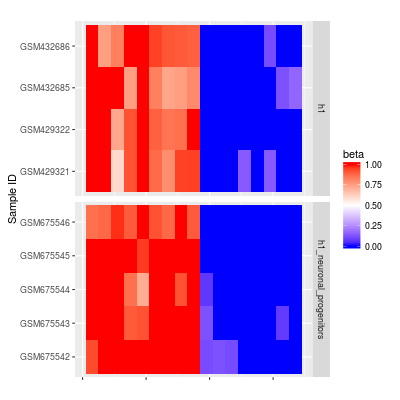 GSM432686
GSM432685
GSM429322
GSM429321
h1
GSM675546
GSM675545
GSM675544
GSM675543
GSM675542
h1_neuronal_progenitors
Sample ID
beta
1.00
0.75
0.50
0.25
0.00